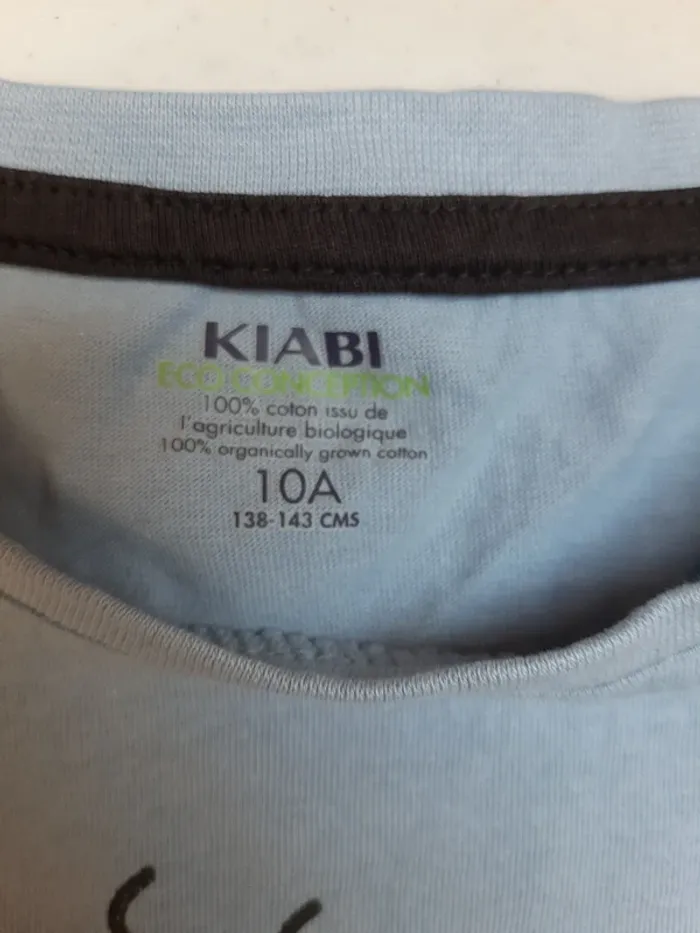 KIABI
ECO CONCEPTION
100% coton issu de
l'agriculture biologique
100% organically grown cotton
10A
138-143 CMS